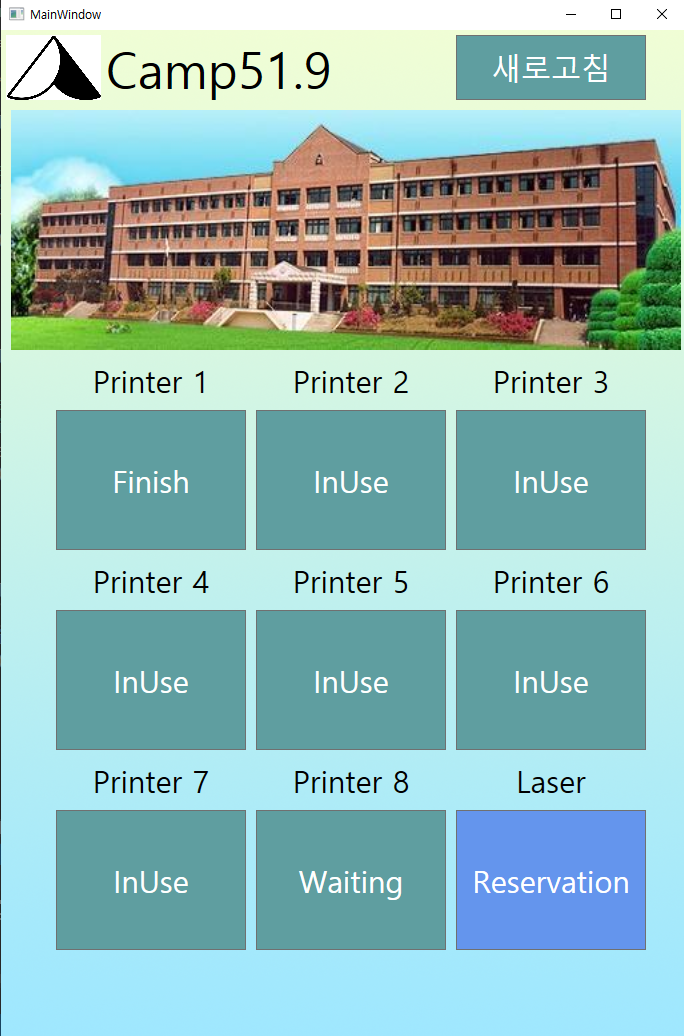 MainWindow
Camp51.9
새로고침
Printer 1
Printer 2
Printer 3
Finish
InUse
InUse
Printer 4
Printer 5
Printer 6
InUse
InUse
InUse
Printer 7
Printer 8
Laser
InUse
Waiting
Reservation